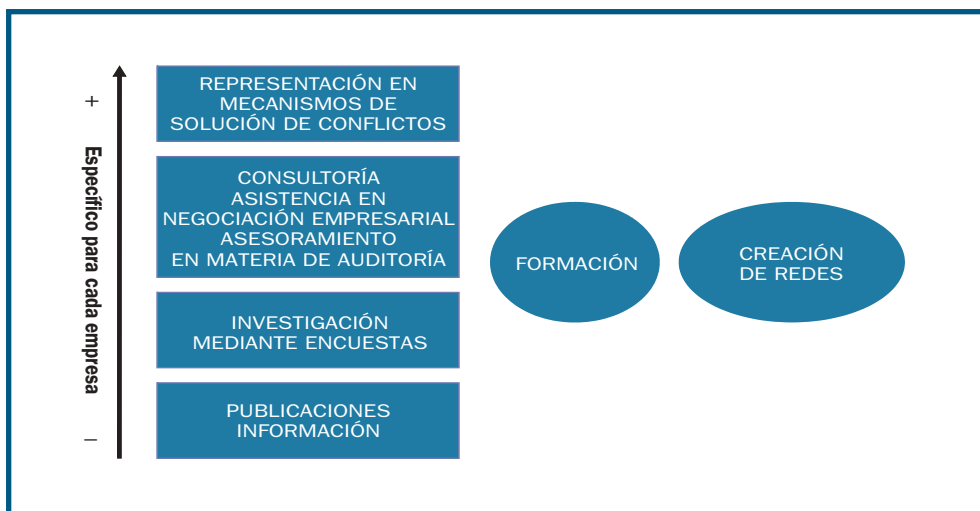 +
Específico para cada empresa
–
REPRESENTACIÓN EN
MECANISMOS DE
SOLUCIÓN DE CONFLICTOS
CONSULTORÍA
ASISTENCIA EN
NEGOCIACIÓN EMPRESARIAL
ASESORAMIENTO
EN MATERIA DE AUDITORÍA
INVESTIGACIÓN
MEDIANTE ENCUESTAS
PUBLICACIONES
INFORMACIÓN
FORMACIÓN
CREACIÓN
DE REDES